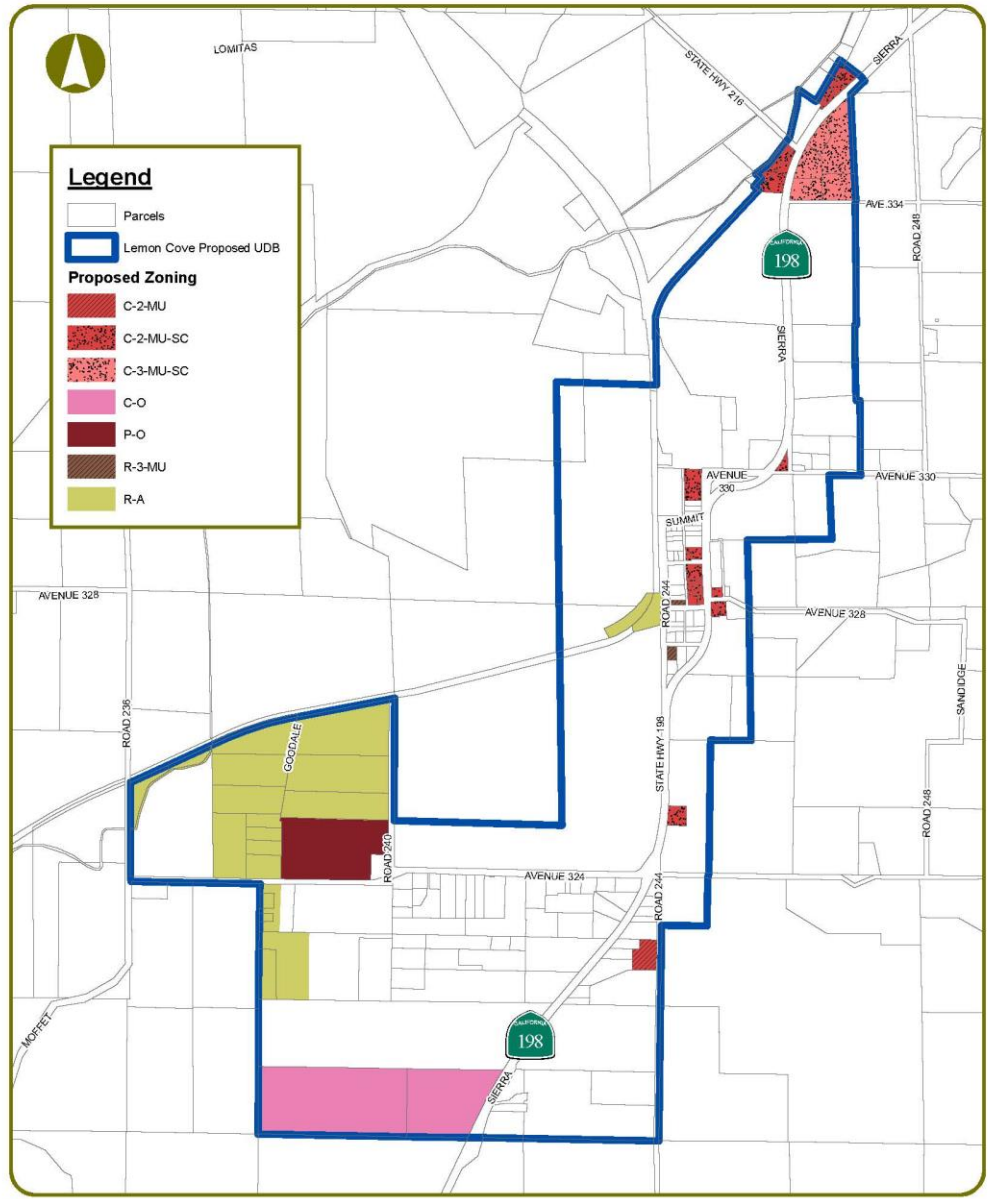 LOMITAS
STATE HWY 216
SIERRA
Legend
Parcels
Lemon Cove Proposed UDB
Proposed Zoning
C-2-MU
C-2-MU-SC
C-3-MU-SC
C-O
P-O
R-3-MU
R-A
AVE 334
ROAD 248
CALIFORNIA
198
SIERRA
AVENUE
330
AVENUE 330
SUMMIT
AVENUE 328
ROAD 244
AVENUE 328
SANDIDGE
ROAD 236
GOODALE
STATE HWY 198
ROAD 248
ROAD 240
AVENUE 324
ROAD 244
MOFFET
CALIFORNIA
198
SIERRA